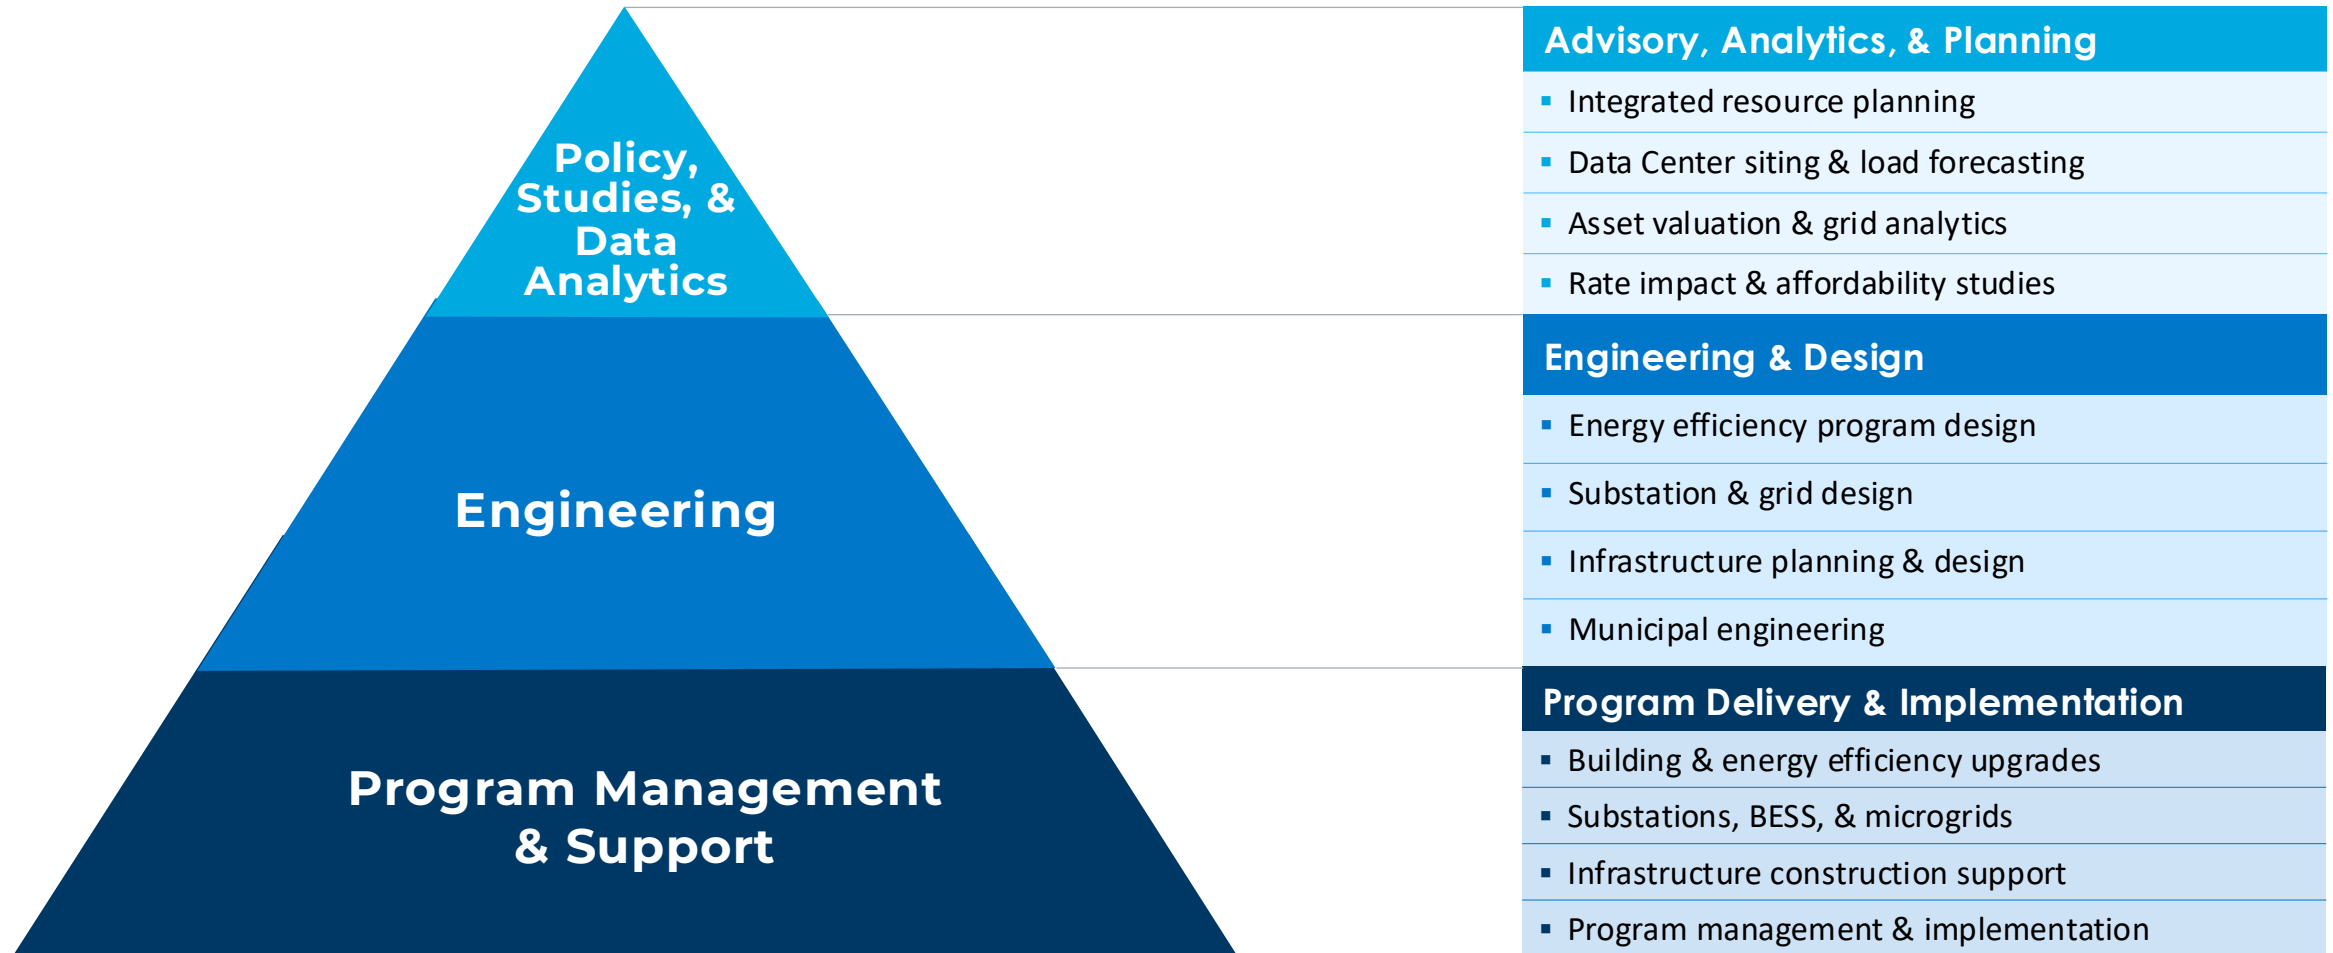 Policy,
Studies, &
Data
Analytics
Engineering
Program Management
& Support
Advisory, Analytics, & Planning
▪ Integrated resource planning
▪ Data Center siting & load forecasting
▪ Asset valuation & grid analytics
▪ Rate impact & affordability studies
Engineering & Design
▪ Energy efficiency program design
▪ Substation & grid design
▪ Infrastructure planning & design
▪ Municipal engineering
Program Delivery & Implementation
▪ Building & energy efficiency upgrades
▪ Substations, BESS, & microgrids
▪ Infrastructure construction support
▪ Program management & implementation